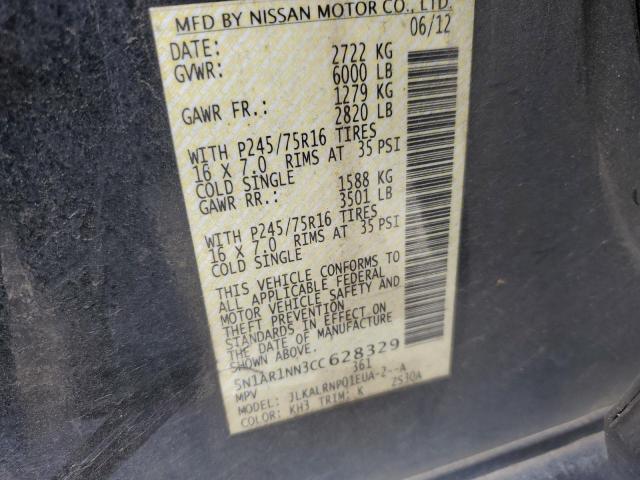 MFD BY NISSAN MOTOR CO., LTD.
DATE: 06/12
GVWR: 2722 KG
6000 LB
GAWR FR.: 1279 KG
2820 LB
WITH P245/75R16 TIRES
16 X 7.0 RIMS AT 35 PSI
COLD SINGLE
GAWR RR.: 1588 KG
3501 LB
WITH P245/75R16 TIRES
16 X 7.0 RIMS AT 35 PSI
COLD SINGLE
THIS VEHICLE CONFORMS TO
ALL APPLICABLE FEDERAL
MOTOR VEHICLE SAFETY AND
THEFT PREVENTION
STANDARDS IN EFFECT ON
THE DATE OF MANUFACTURE
SHOWN ABOVE.
5N1AR1NN3CC628329
MPV 361
MODEL: JLKALRNP01EUA-2--A
COLOR: KH3 TRIM: K 2S30A